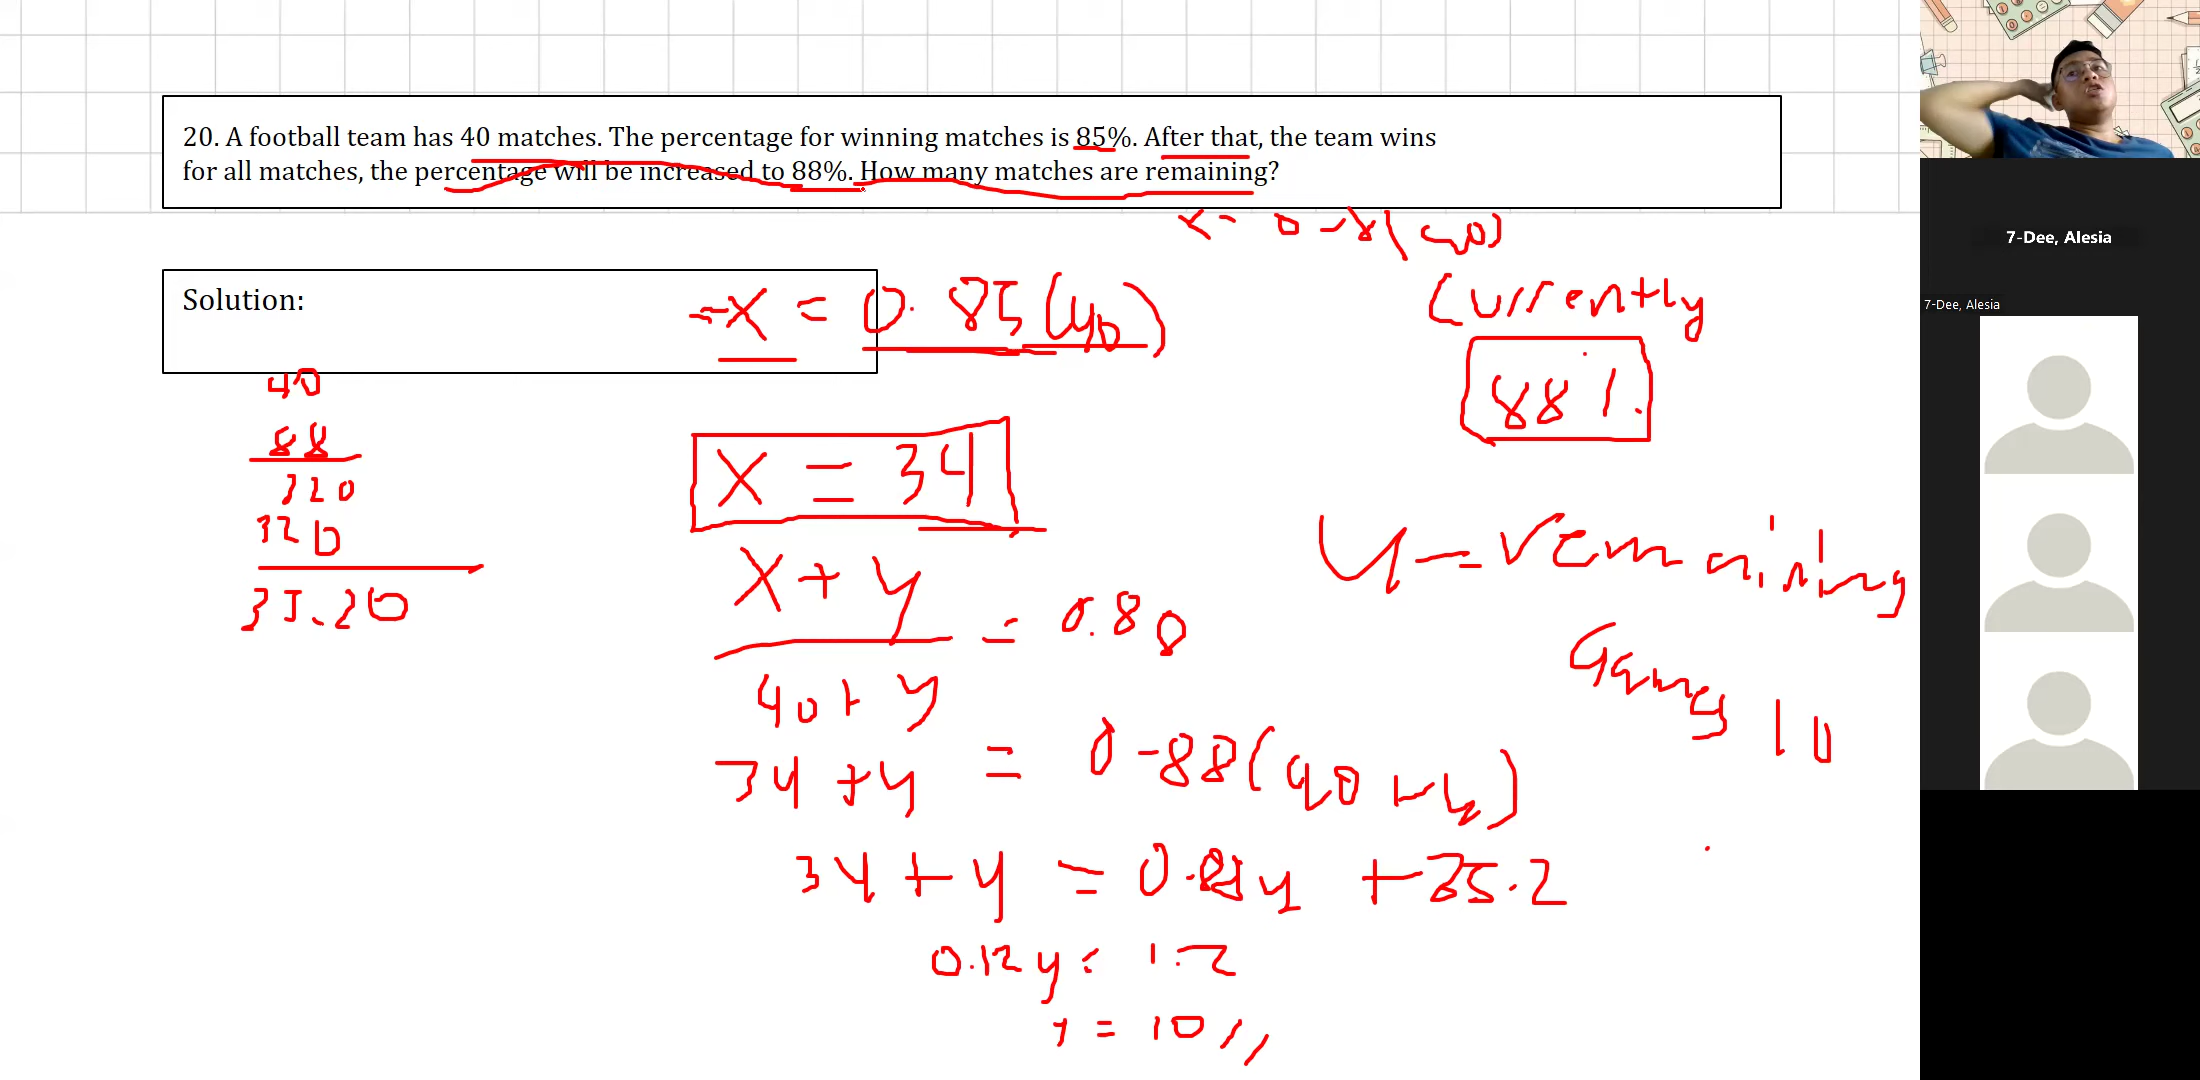 20. A football team has 40 matches. The percentage for winning matches is 85%. After that, the team wins
for all matches, the percentage will be increased to 88%. How many matches are remaining?
Solution:
x = 0.85(40)
Currently
88%
40
88
320
320
35.20
x = 34
x + y
= 0.88
40 + y
y = remaining
Games 10
34 + y = 0.88(40 + y)
34 + y = 0.88y + 35.2
0.12y = 1.2
y = 10
7-Dee, Alesia
7-Dee, Alesia